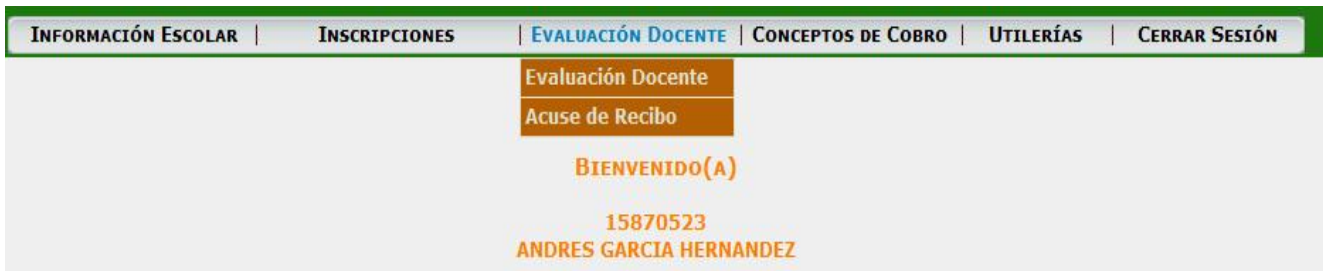 INFORMACIÓN ESCOLAR | INSCRIPCIONES | EVALUACIÓN DOCENTE | CONCEPTOS DE COBRO | UTILERÍAS | CERRAR SESIÓN
Evaluación Docente
Acuse de Recibo
BIENVENIDO(A)
15870523
ANDRES GARCIA HERNANDEZ